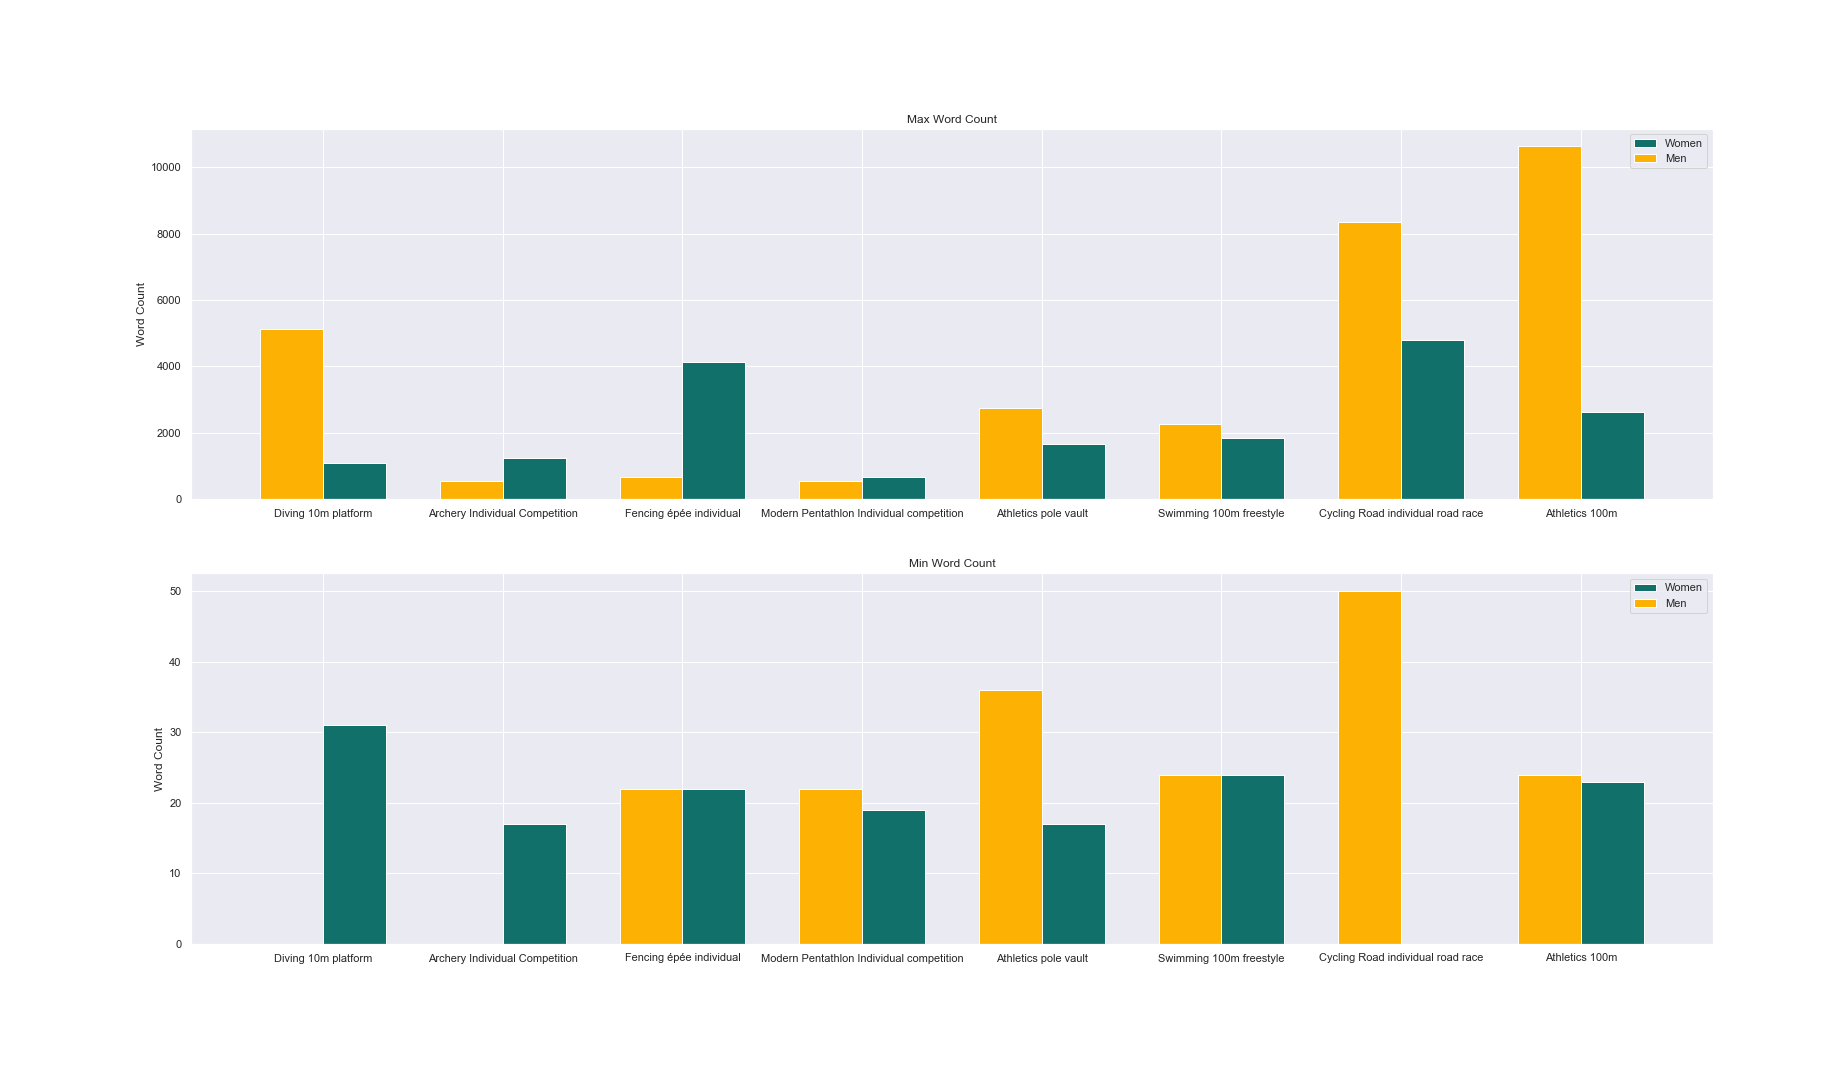 Max Word Count
Women
Men
Word Count
10000
8000
6000
4000
2000
0
Diving 10m platform
Archery Individual Competition
Fencing épée individual
Modern Pentathlon Individual competition
Athletics pole vault
Swimming 100m freestyle
Cycling Road individual road race
Athletics 100m
Min Word Count
Women
Men
Word Count
50
40
30
20
10
0
Diving 10m platform
Archery Individual Competition
Fencing épée individual
Modern Pentathlon Individual competition
Athletics pole vault
Swimming 100m freestyle
Cycling Road individual road race
Athletics 100m